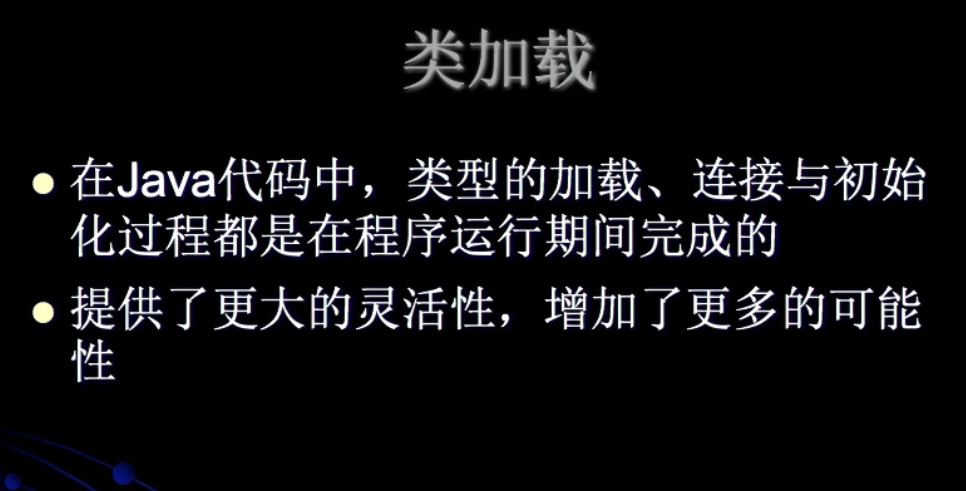 类加载
在Java代码中，类型的加载、连接与初始
化过程都是在程序运行期间完成的
提供了更大的灵活性，增加了更多的可能
性